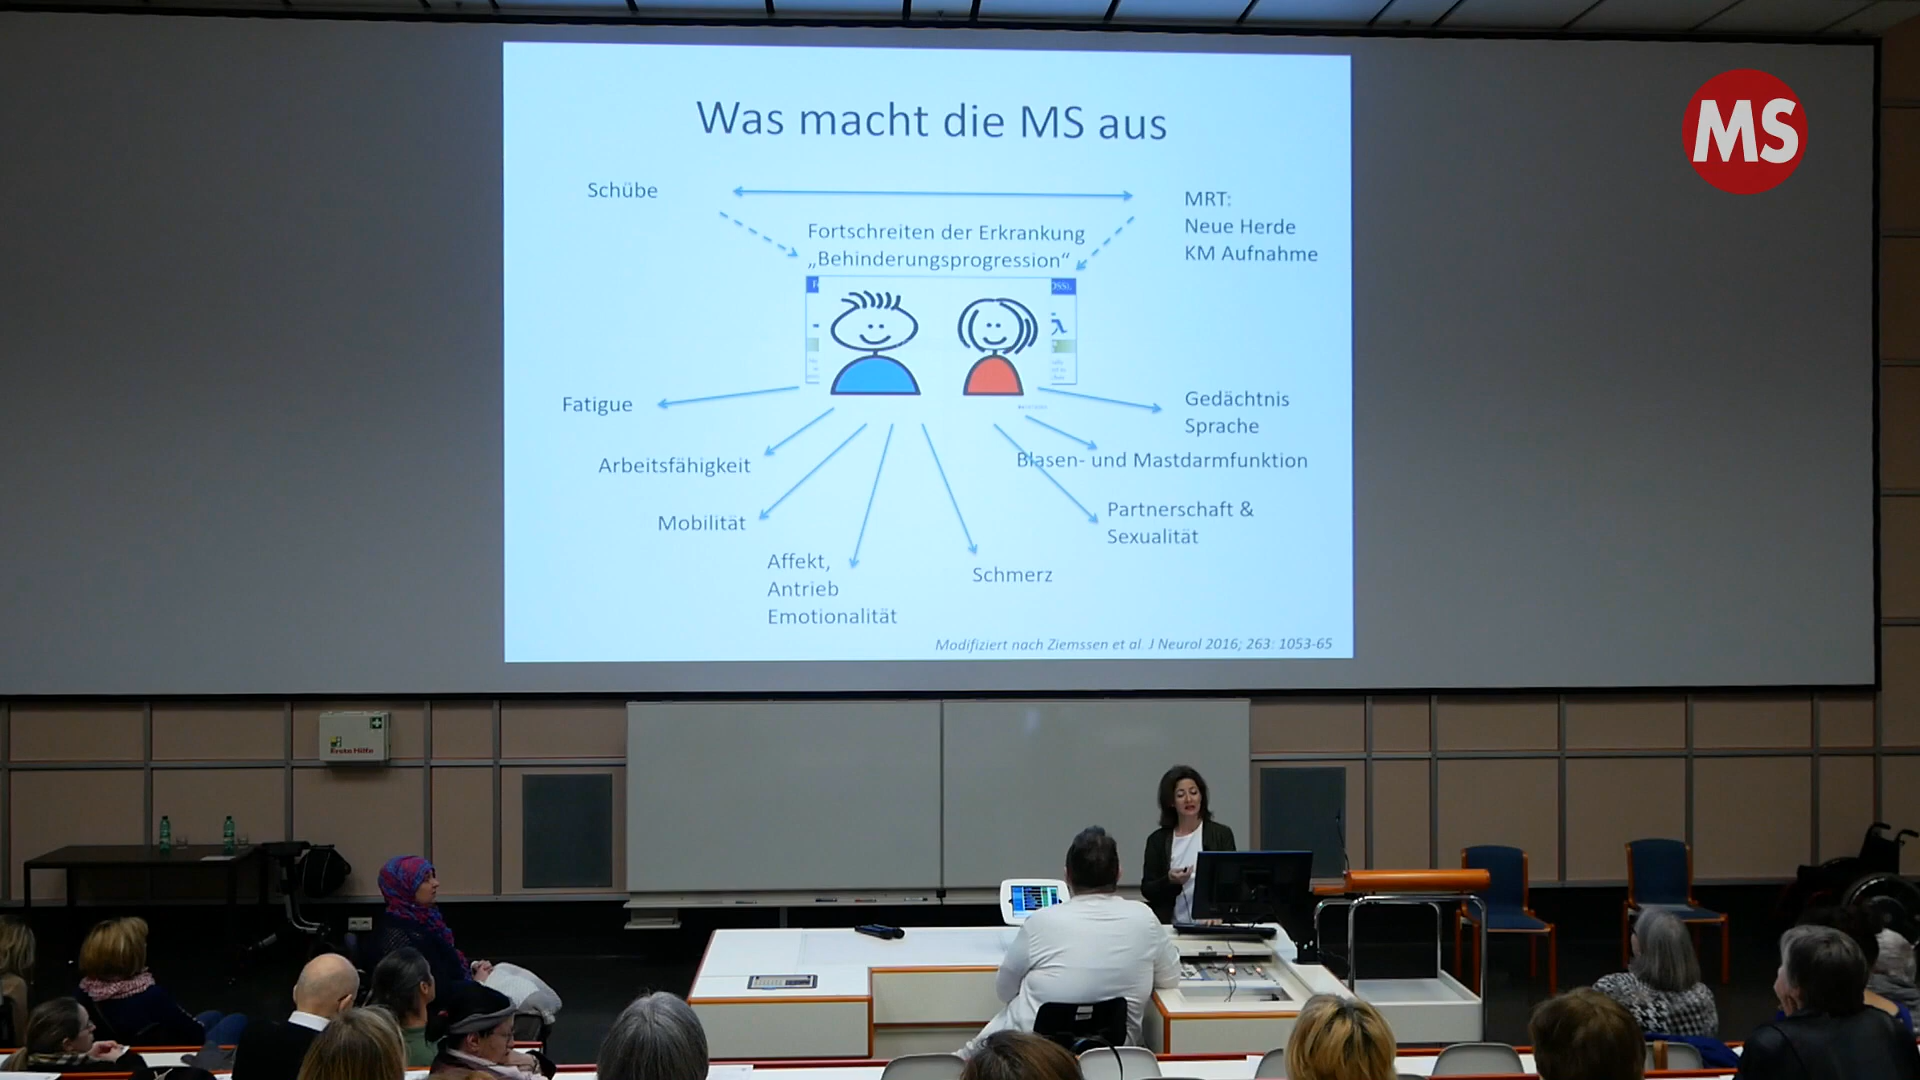 Was macht die MS aus
MS
Schübe
MRT:
Neue Herde
KM Aufnahme
Fortschreiten der Erkrankung
„Behinderungsprogression“
Fatigue
Gedächtnis
Sprache
Arbeitsfähigkeit
Blasen- und Mastdarmfunktion
Mobilität
Partnerschaft &
Sexualität
Affekt,
Antrieb
Emotionalität
Schmerz
Modifiziert nach Ziemssen et al. J Neurol 2016; 263: 1053-65
Erste Hilfe